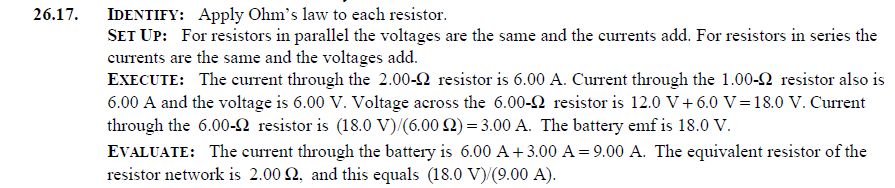 26.17. IDENTIFY: Apply Ohm's law to each resistor.
SET UP: For resistors in parallel the voltages are the same and the currents add. For resistors in series the
currents are the same and the voltages add.
EXECUTE: The current through the 2.00-Ω resistor is 6.00 A. Current through the 1.00-Ω resistor also is
6.00 A and the voltage is 6.00 V. Voltage across the 6.00-Ω resistor is 12.0 V + 6.0 V = 18.0 V. Current
through the 6.00-Ω resistor is (18.0 V)/(6.00 Ω) = 3.00 A. The battery emf is 18.0 V.
EVALUATE: The current through the battery is 6.00 A + 3.00 A = 9.00 A. The equivalent resistor of the
resistor network is 2.00 Ω, and this equals (18.0 V)/(9.00 A).